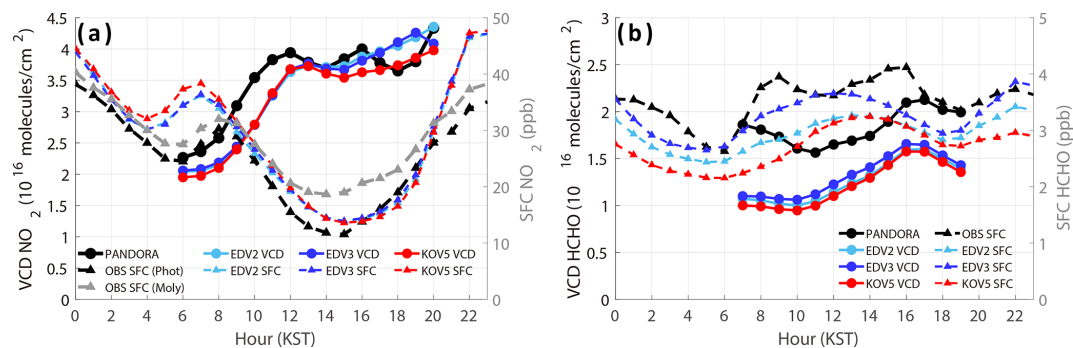 (a)
VCD NO2 (10^16 molecules/cm^2)
4.5
4
3.5
3
2.5
2
1.5
1
0.5
0
50
40
30
20
10
0
SFC NO2 (ppb)
PANDORA EDV2 VCD EDV3 VCD KOV5 VCD
OBS SFC (Phot) EDV2 SFC EDV3 SFC KOV5 SFC
OBS SFC (Moly)
0 2 4 6 8 10 12 14 16 18 20 22
Hour (KST)
(b)
VCD HCHO (10^16 molecules/cm^2)
3
2.5
2
1.5
1
0.5
0
5
4
3
2
1
0
SFC HCHO (ppb)
PANDORA OBS SFC
EDV2 VCD EDV2 SFC
EDV3 VCD EDV3 SFC
KOV5 VCD KOV5 SFC
0 2 4 6 8 10 12 14 16 18 20 22
Hour (KST)